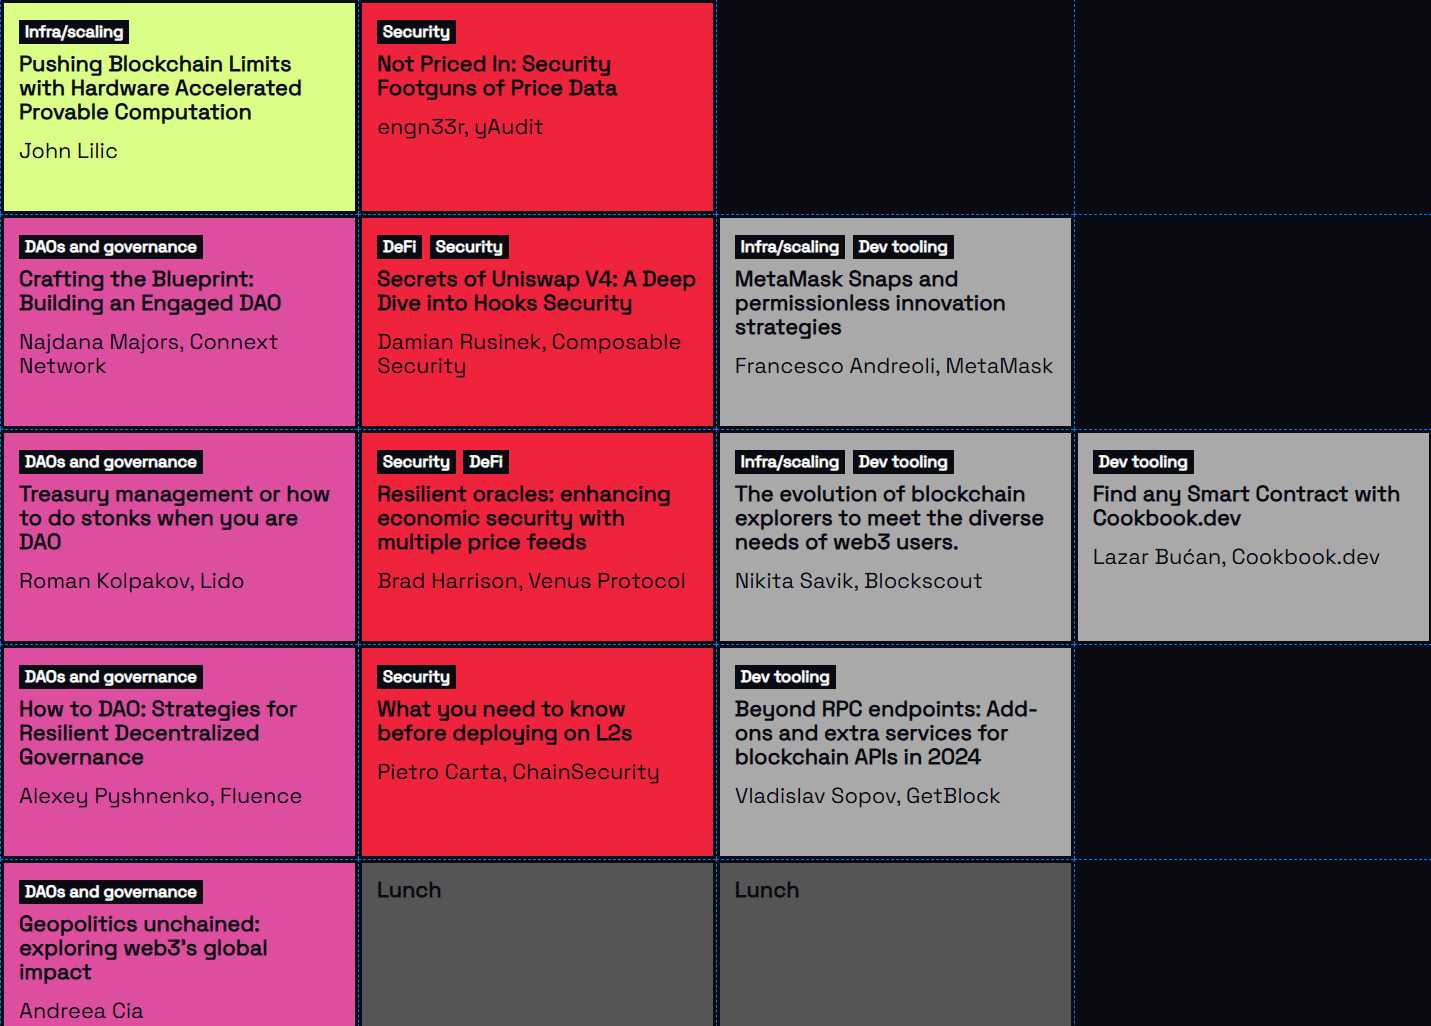 Infra/scaling
Pushing Blockchain Limits
with Hardware Accelerated
Provable Computation
John Lilic
Security
Not Priced In: Security
Footguns of Price Data
engn33r, yAudit
DAOs and governance
Crafting the Blueprint:
Building an Engaged DAO
Najdana Majors, Connext
Network
DeFi Security
Secrets of Uniswap V4: A Deep
Dive into Hooks Security
Damian Rusinek, Composable
Security
Infra/scaling Dev tooling
MetaMask Snaps and
permissionless innovation
strategies
Francesco Andreoli, MetaMask
DAOs and governance
Treasury management or how
to do stonks when you are
DAO
Roman Kolpakov, Lido
Security DeFi
Resilient oracles: enhancing
economic security with
multiple price feeds
Brad Harrison, Venus Protocol
Infra/scaling Dev tooling
The evolution of blockchain
explorers to meet the diverse
needs of web3 users.
Nikita Savik, Blockscout
Dev tooling
Find any Smart Contract with
Cookbook.dev
Lazar Bućan, Cookbook.dev
DAOs and governance
How to DAO: Strategies for
Resilient Decentralized
Governance
Alexey Pyshnenko, Fluence
Security
What you need to know
before deploying on L2s
Pietro Carta, ChainSecurity
Dev tooling
Beyond RPC endpoints: Add-
ons and extra services for
blockchain APIs in 2024
Vladislav Sopov, GetBlock
DAOs and governance
Geopolitics unchained:
exploring web3's global
impact
Andreea Cia
Lunch
Lunch